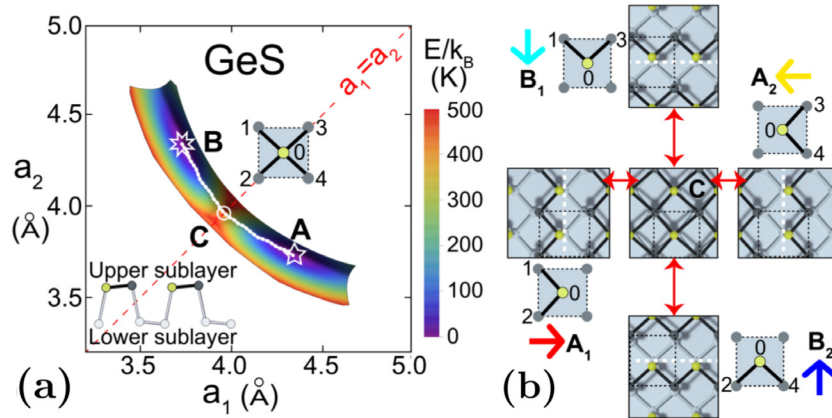 5.0
4.5
a₂
4.0
(Å)
3.5
GeS
a₁=a₂
B
C
A
1
3
0
2
4
Upper sublayer
Lower sublayer
3.5
4.0
4.5
5.0
a₁ (Å)
(a)
E/k_B
(K)
500
400
300
200
100
0
(b)
1
3
0
B₁
A₂
3
0
4
C
1
0
2
A₁
0
2
4
B₂